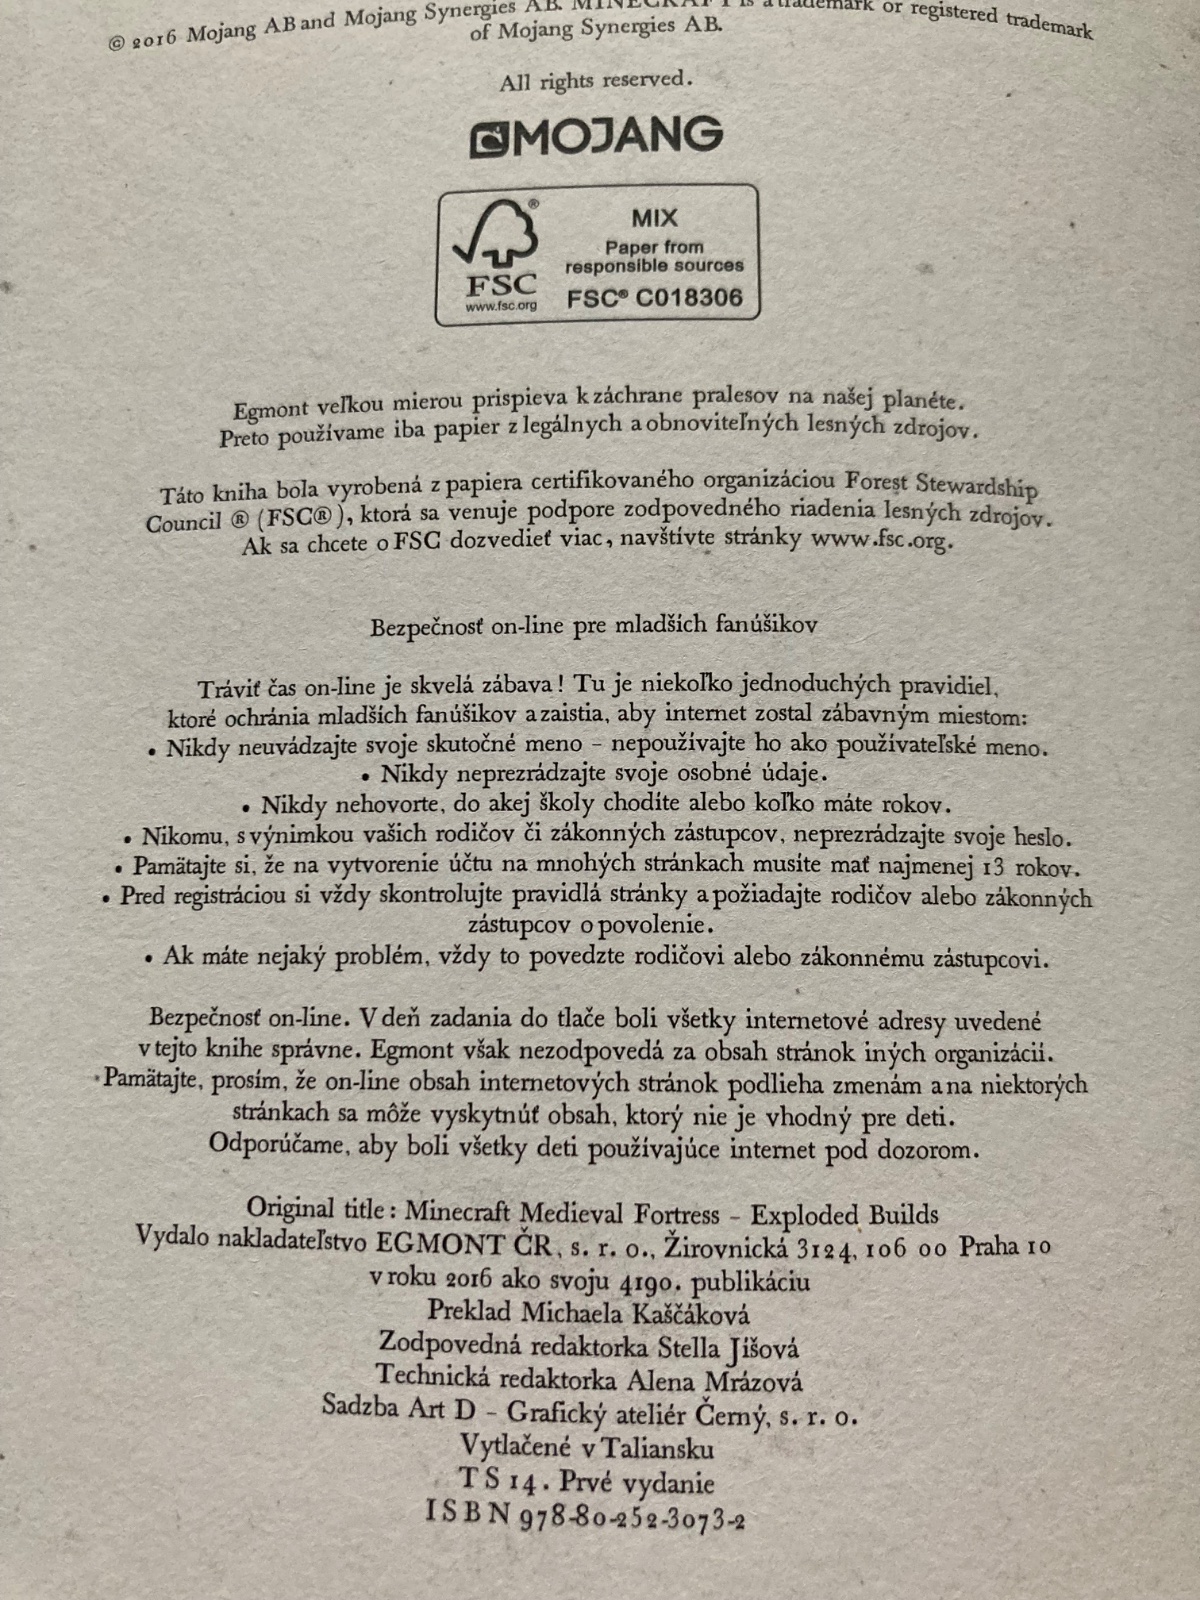 © 2016 Mojang AB and Mojang Synergies AB. MINECRAFT is a trademark or registered trademark
of Mojang Synergies AB.
All rights reserved.
MOJANG
MIX
Paper from
responsible sources
FSC® C018306
®
FSC
www.fsc.org
Egmont veľkou mierou prispieva k záchrane pralesov na našej planéte.
Preto používame iba papier z legálnych a obnoviteľných lesných zdrojov.
Táto kniha bola vyrobená z papiera certifikovaného organizáciou Forest Stewardship
Council ® (FSC®), ktorá sa venuje podpore zodpovedného riadenia lesných zdrojov.
Ak sa chcete o FSC dozvedieť viac, navštívte stránky www.fsc.org.
Bezpečnosť on-line pre mladších fanúšikov
Tráviť čas on-line je skvelá zábava! Tu je niekoľko jednoduchých pravidiel,
ktoré ochránia mladších fanúšikov a zaistia, aby internet zostal zábavným miestom:
• Nikdy neuvádzajte svoje skutočné meno – nepoužívajte ho ako používateľské meno.
• Nikdy neprezrádzajte svoje osobné údaje.
• Nikdy nehovorte, do akej školy chodíte alebo koľko máte rokov.
• Nikomu, s výnimkou vašich rodičov či zákonných zástupcov, neprezrádzajte svoje heslo.
• Pamätajte si, že na vytvorenie účtu na mnohých stránkach musíte mať najmenej 13 rokov.
• Pred registráciou si vždy skontrolujte pravidlá stránky a požiadajte rodičov alebo zákonných
zástupcov o povolenie.
• Ak máte nejaký problém, vždy to povedzte rodičovi alebo zákonnému zástupcovi.
Bezpečnosť on-line. V deň zadania do tlače boli všetky internetové adresy uvedené
v tejto knihe správne. Egmont však nezodpovedá za obsah stránok iných organizácií.
Pamätajte, prosím, že on-line obsah internetových stránok podlieha zmenám a na niektorých
stránkach sa môže vyskytnúť obsah, ktorý nie je vhodný pre deti.
Odporúčame, aby boli všetky deti používajúce internet pod dozorom.
Original title: Minecraft Medieval Fortress – Exploded Builds
Vydalo nakladateľstvo EGMONT ČR, s. r. o., Žirovnická 3124, 106 00 Praha 10
v roku 2016 ako svoju 4190. publikáciu
Preklad Michaela Kaščáková
Zodpovedná redaktorka Stella Jíšová
Technická redaktorka Alena Mrázová
Sadzba Art D – Grafický ateliér Černý, s. r. o.
Vytlačené v Taliansku
TS 14. Prvé vydanie
ISBN 978-80-252-3073-2